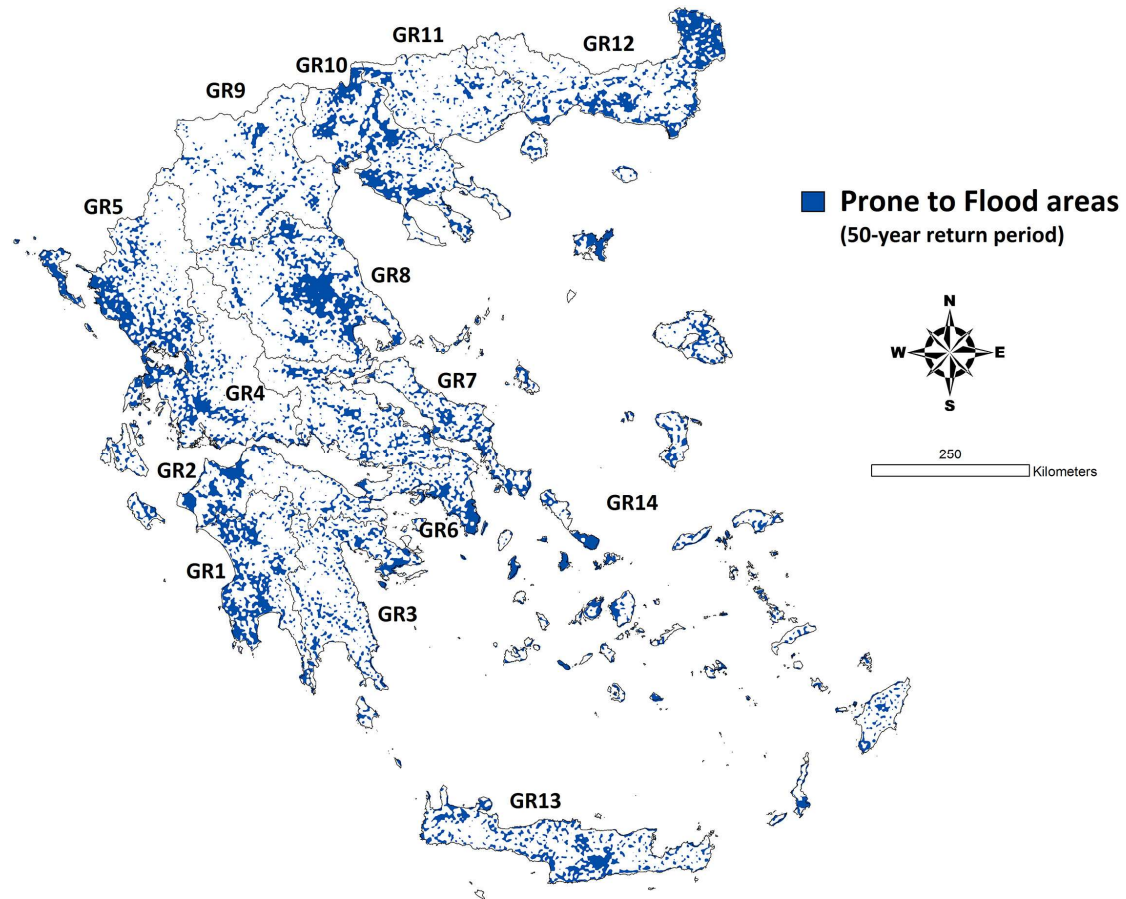 GR11
GR12
GR10
GR9
GR5
Prone to Flood areas
(50-year return period)
GR8
N
W
E
S
GR7
GR4
250
Kilometers
GR2
GR14
GR6
GR1
GR3
GR13